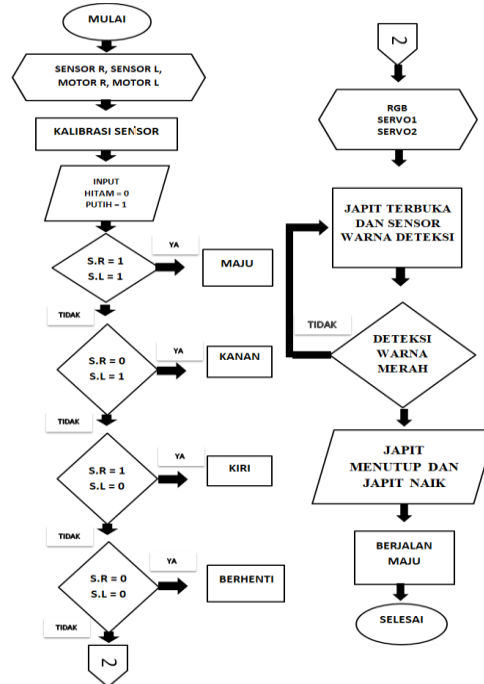 MULAI
SENSOR R, SENSOR L,
MOTOR R, MOTOR L
KALIBRASI SENSOR
INPUT
HITAM = 0
PUTIH – 1
S.R = 1
S.L = 1
YA
MAJU
TIDAK
S.R = 0
S.L = 1
YA
KANAN
TIDAK
S.R = 1
S.L = 0
YA
KIRI
TIDAK
S.R = 0
S.L = 0
YA
BERHENTI
TIDAK
2
2
RGB
SERVO1
SERVO2
JAPIT TERBUKA
DAN SENSOR
WARNA DETEKSI
TIDAK
DETEKSI
WARNA
MERAH
JAPIT
MENUTUP DAN
JAPIT NAIK
BERJALAN
MAJU
SELESAI